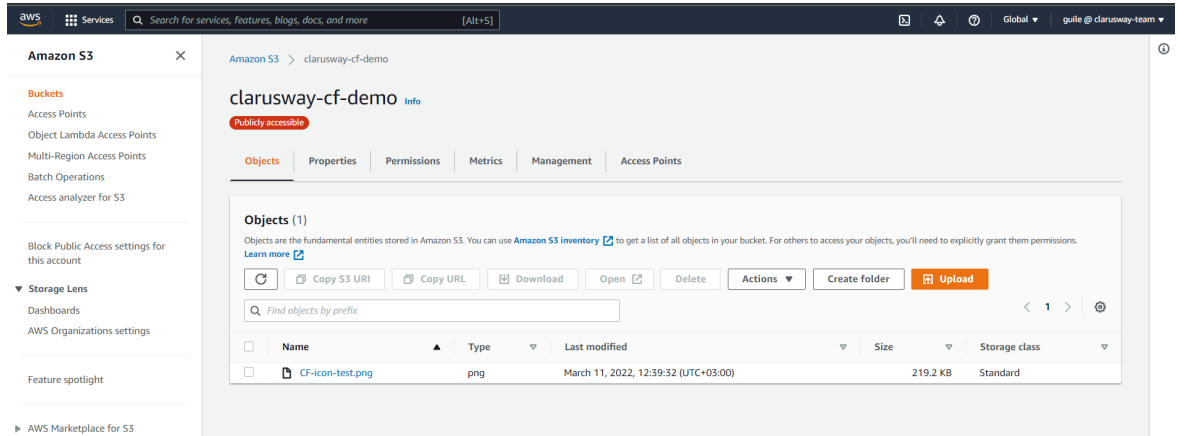 aws Services Search for services, features, blogs, docs, and more [Alt+S] Global ▼ guile @ clarusway-team ▼
Amazon S3
Buckets
Access Points
Object Lambda Access Points
Multi-Region Access Points
Batch Operations
Access analyzer for S3
Block Public Access settings for
this account
Storage Lens
Dashboards
AWS Organizations settings
Feature spotlight
AWS Marketplace for S3
Amazon S3 > clarusway-cf-demo
clarusway-cf-demo Info
Publicly accessible
Objects Properties Permissions Metrics Management Access Points
Objects (1)
Objects are the fundamental entities stored in Amazon S3. You can use Amazon S3 inventory to get a list of all objects in your bucket. For others to access your objects, you'll need to explicitly grant them permissions.
Learn more
Copy S3 URI Copy URL Download Open Delete Actions ▼ Create folder Upload
Find objects by prefix < 1 >
Name Type Last modified Size Storage class
CF-icon-test.png png March 11, 2022, 12:39:32 (UTC+03:00) 219.2 KB Standard